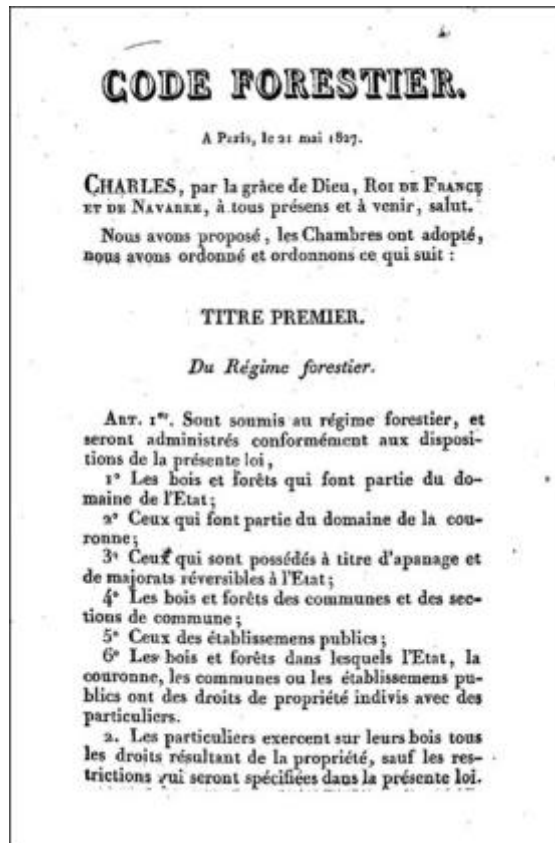 CODE FORESTIER.
A Paris, le 21 mai 1827.
CHARLES, par la grâce de Dieu, ROI DE FRANCE
ET DE NAVARRE, à tous présens et à venir, salut.
Nous avons proposé, les Chambres ont adopté,
nous avons ordonné et ordonnons ce qui suit :
TITRE PREMIER.
Du Régime forestier.
ART. 1er. Sont soumis au régime forestier, et
seront administrés conformément aux disposi-
tions de la présente loi,
1° Les bois et forêts qui font partie du do-
maine de l'Etat ;
2° Ceux qui font partie du domaine de la cou-
ronne ;
3° Ceux qui sont possédés à titre d'apanage et
de majorats réversibles à l'Etat ;
4° Les bois et forêts des communes et des sec-
tions de commune ;
5° Ceux des établissemens publics ;
6° Les bois et forêts dans lesquels l'Etat, la
couronne, les communes ou les établissemens pu-
blics ont des droits de propriété indivis avec des
particuliers.
2. Les particuliers exercent sur leurs bois tous
les droits résultant de la propriété, sauf les res-
trictions qui seront spécifiées dans la présente loi.